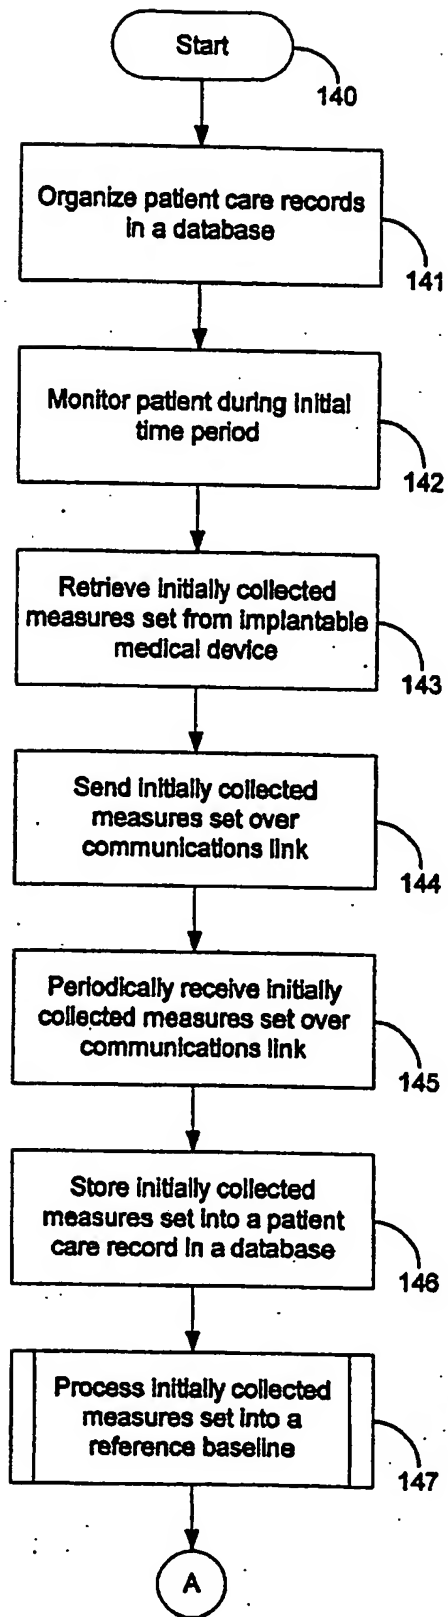 Start
140
Organize patient care records
in a database
141
Monitor patient during initial
time period
142
Retrieve initially collected
measures set from implantable
medical device
143
Send initially collected
measures set over
communications link
144
Periodically receive initially
collected measures set over
communications link
145
Store initially collected
measures set into a patient
care record in a database
146
Process initially collected
measures set into a
reference baseline
147
A